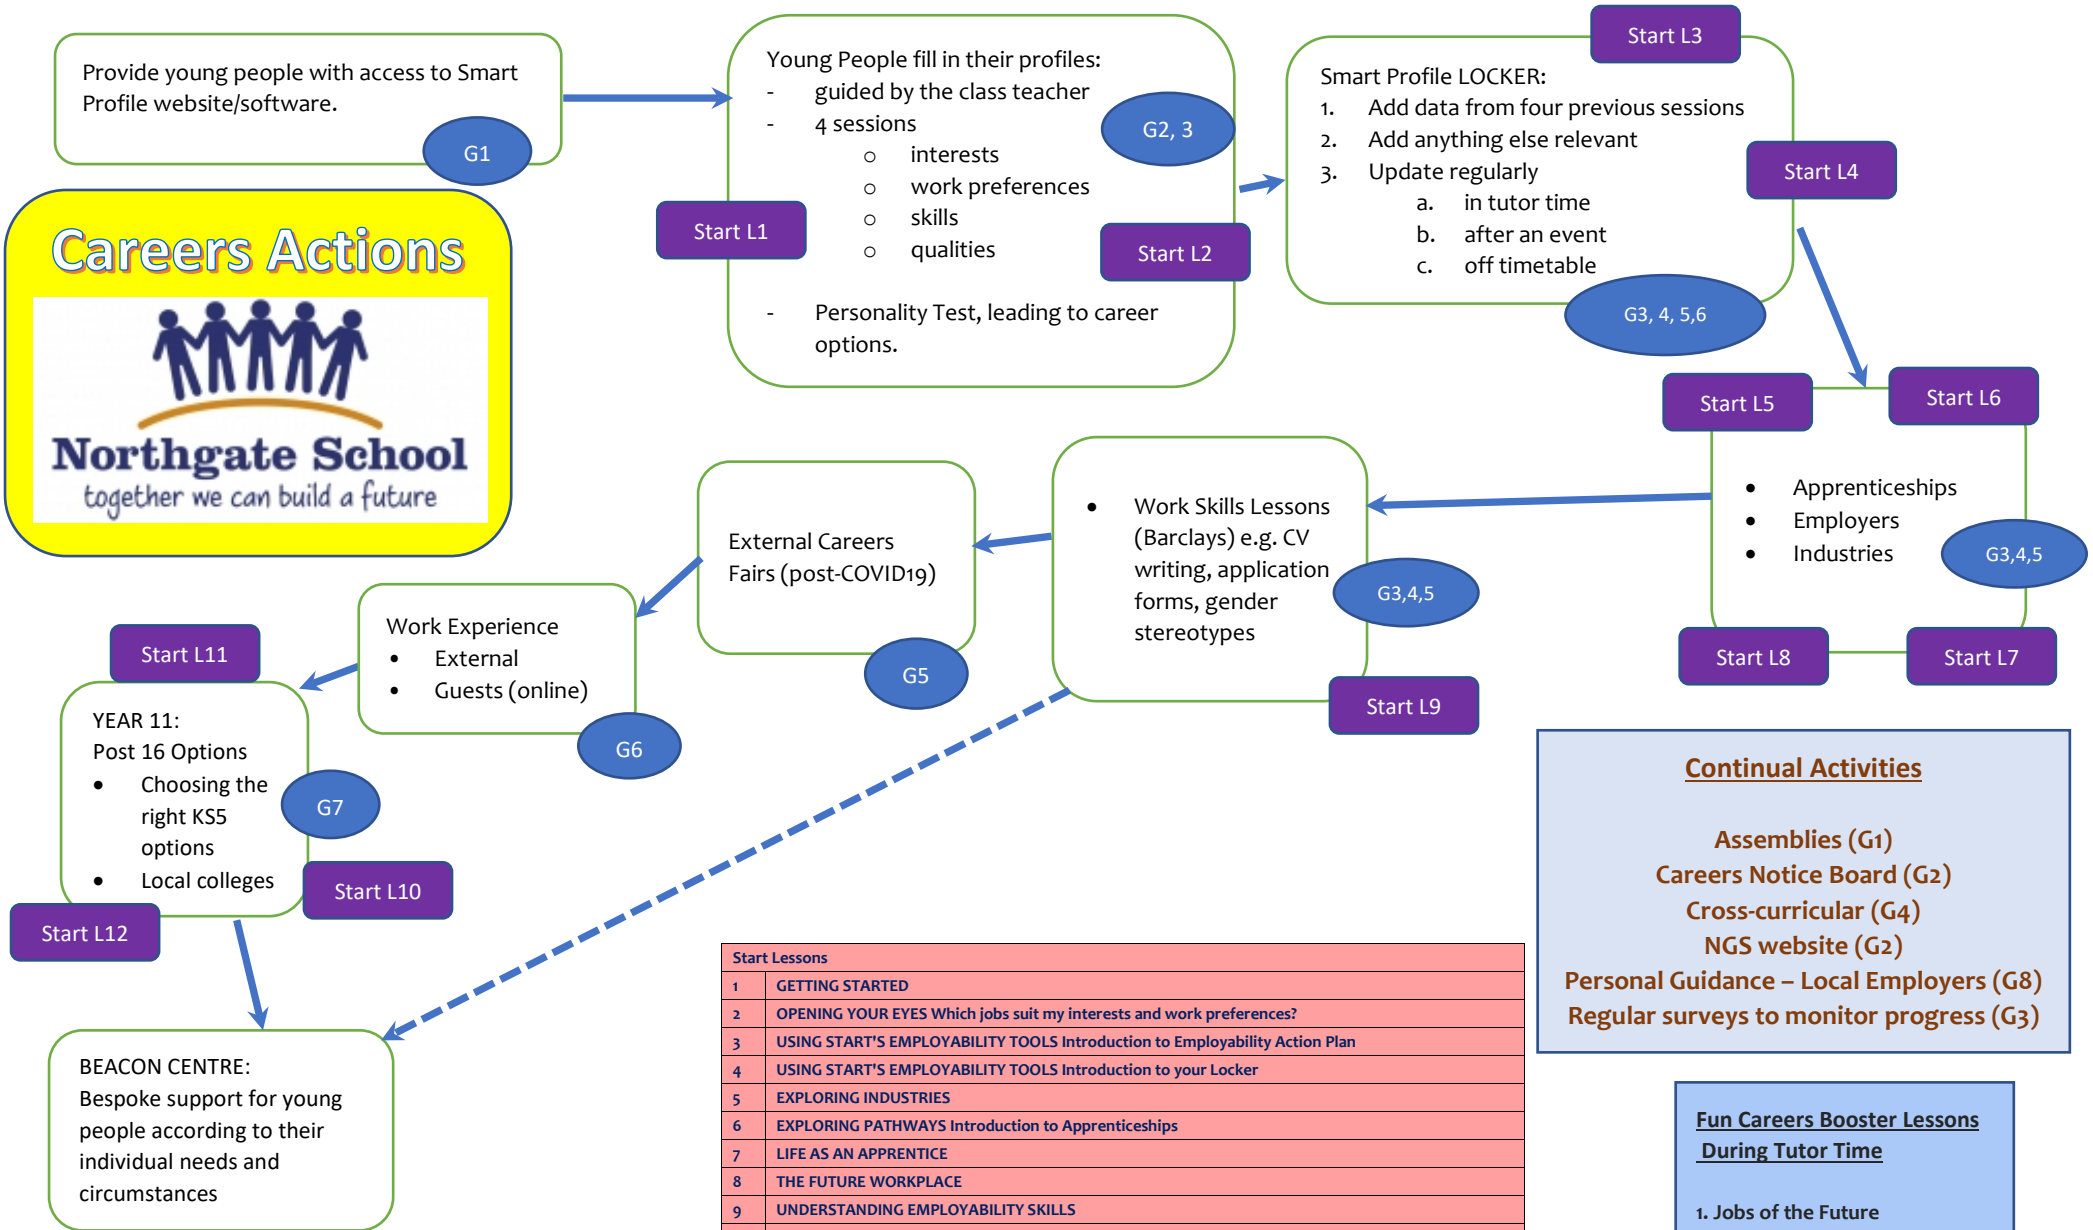 Provide young people with access to Smart
Profile website/software.
G1
Careers Actions
Northgate School
together we can build a future
Young People fill in their profiles:
- guided by the class teacher
- 4 sessions
o interests
o work preferences
o skills
o qualities
- Personality Test, leading to career
options.
G2, 3
Start L1
Start L2
Start L3
Smart Profile LOCKER:
1. Add data from four previous sessions
2. Add anything else relevant
3. Update regularly
a. in tutor time
b. after an event
c. off timetable
Start L4
G3, 4, 5,6
Start L5
Start L6
• Apprenticeships
• Employers
• Industries
G3,4,5
Start L8
Start L7
• Work Skills Lessons
(Barclays) e.g. CV
writing, application
forms, gender
stereotypes
G3,4,5
Start L9
External Careers
Fairs (post-COVID19)
G5
Work Experience
• External
• Guests (online)
G6
Start L11
YEAR 11:
Post 16 Options
• Choosing the
right KS5
options
• Local colleges
G7
Start L10
Start L12
BEACON CENTRE:
Bespoke support for young
people according to their
individual needs and
circumstances
Start Lessons
1 GETTING STARTED
2 OPENING YOUR EYES Which jobs suit my interests and work preferences?
3 USING START'S EMPLOYABILITY TOOLS Introduction to Employability Action Plan
4 USING START'S EMPLOYABILITY TOOLS Introduction to your Locker
5 EXPLORING INDUSTRIES
6 EXPLORING PATHWAYS Introduction to Apprenticeships
7 LIFE AS AN APPRENTICE
8 THE FUTURE WORKPLACE
9 UNDERSTANDING EMPLOYABILITY SKILLS
Continual Activities
Assemblies (G1)
Careers Notice Board (G2)
Cross-curricular (G4)
NGS website (G2)
Personal Guidance – Local Employers (G8)
Regular surveys to monitor progress (G3)
Fun Careers Booster Lessons
During Tutor Time
1. Jobs of the Future